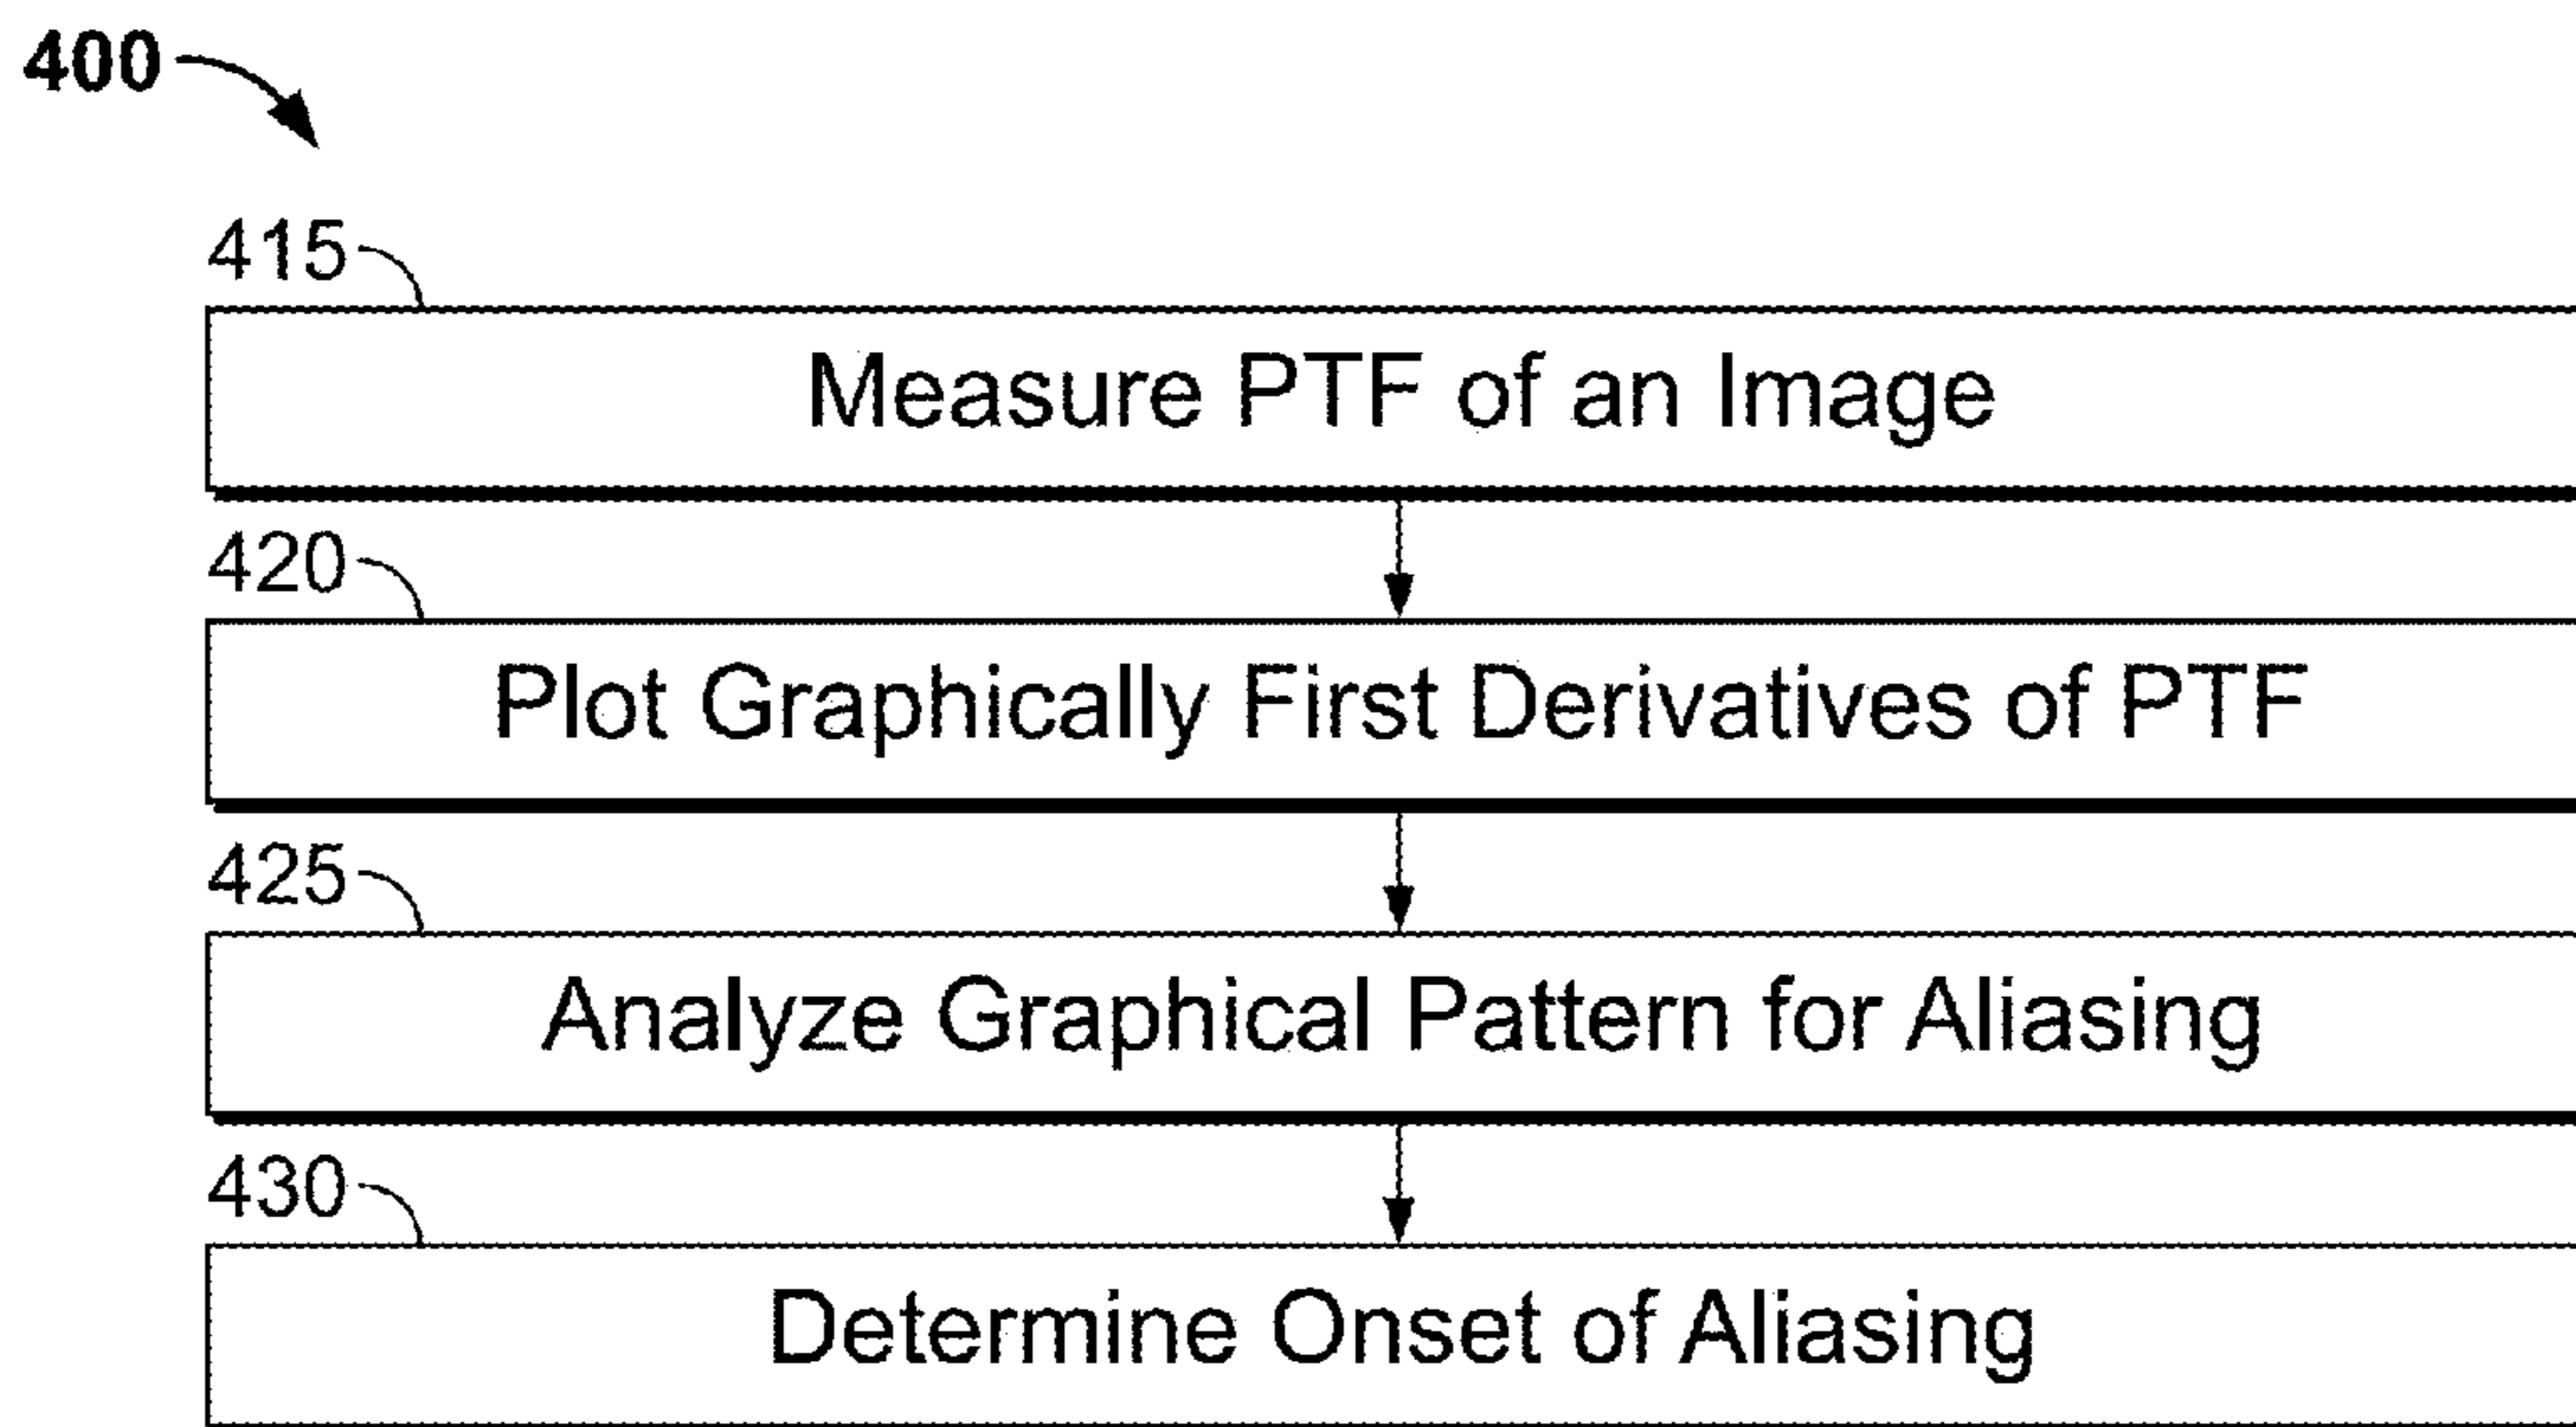 400
415
Measure PTF of an Image
420
Plot Graphically First Derivatives of PTF
425
Analyze Graphical Pattern for Aliasing
430
Determine Onset of Aliasing